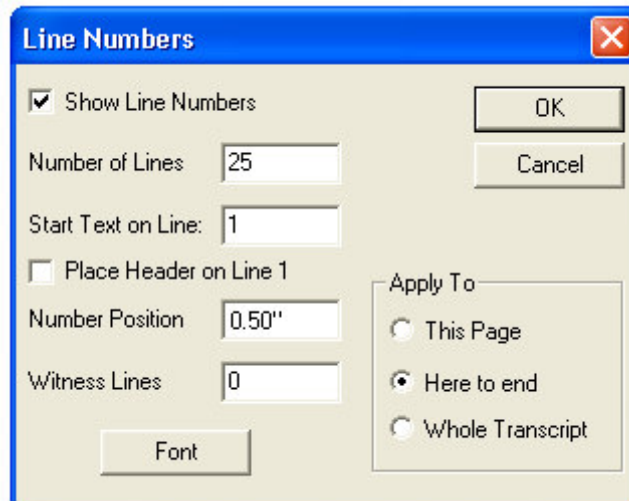 Line Numbers
Show Line Numbers
OK
Number of Lines 25
Cancel
Start Text on Line: 1
Place Header on Line 1
Apply To
Number Position 0.50"
This Page
Witness Lines 0
Here to end
Whole Transcript
Font